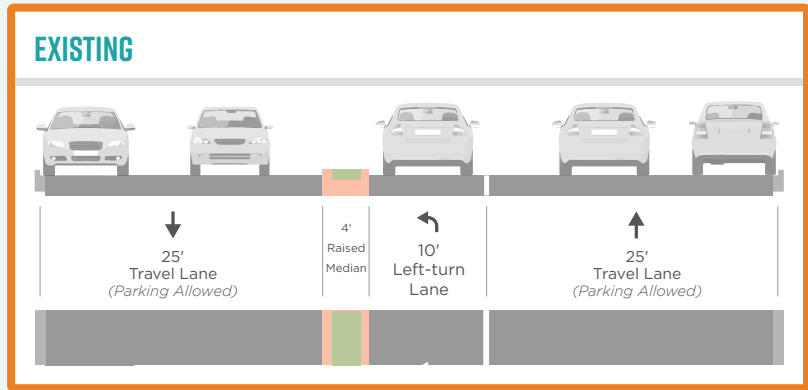 EXISTING
25'
Travel Lane
(Parking Allowed)
4'
Raised
Median
10'
Left-turn
Lane
25'
Travel Lane
(Parking Allowed)